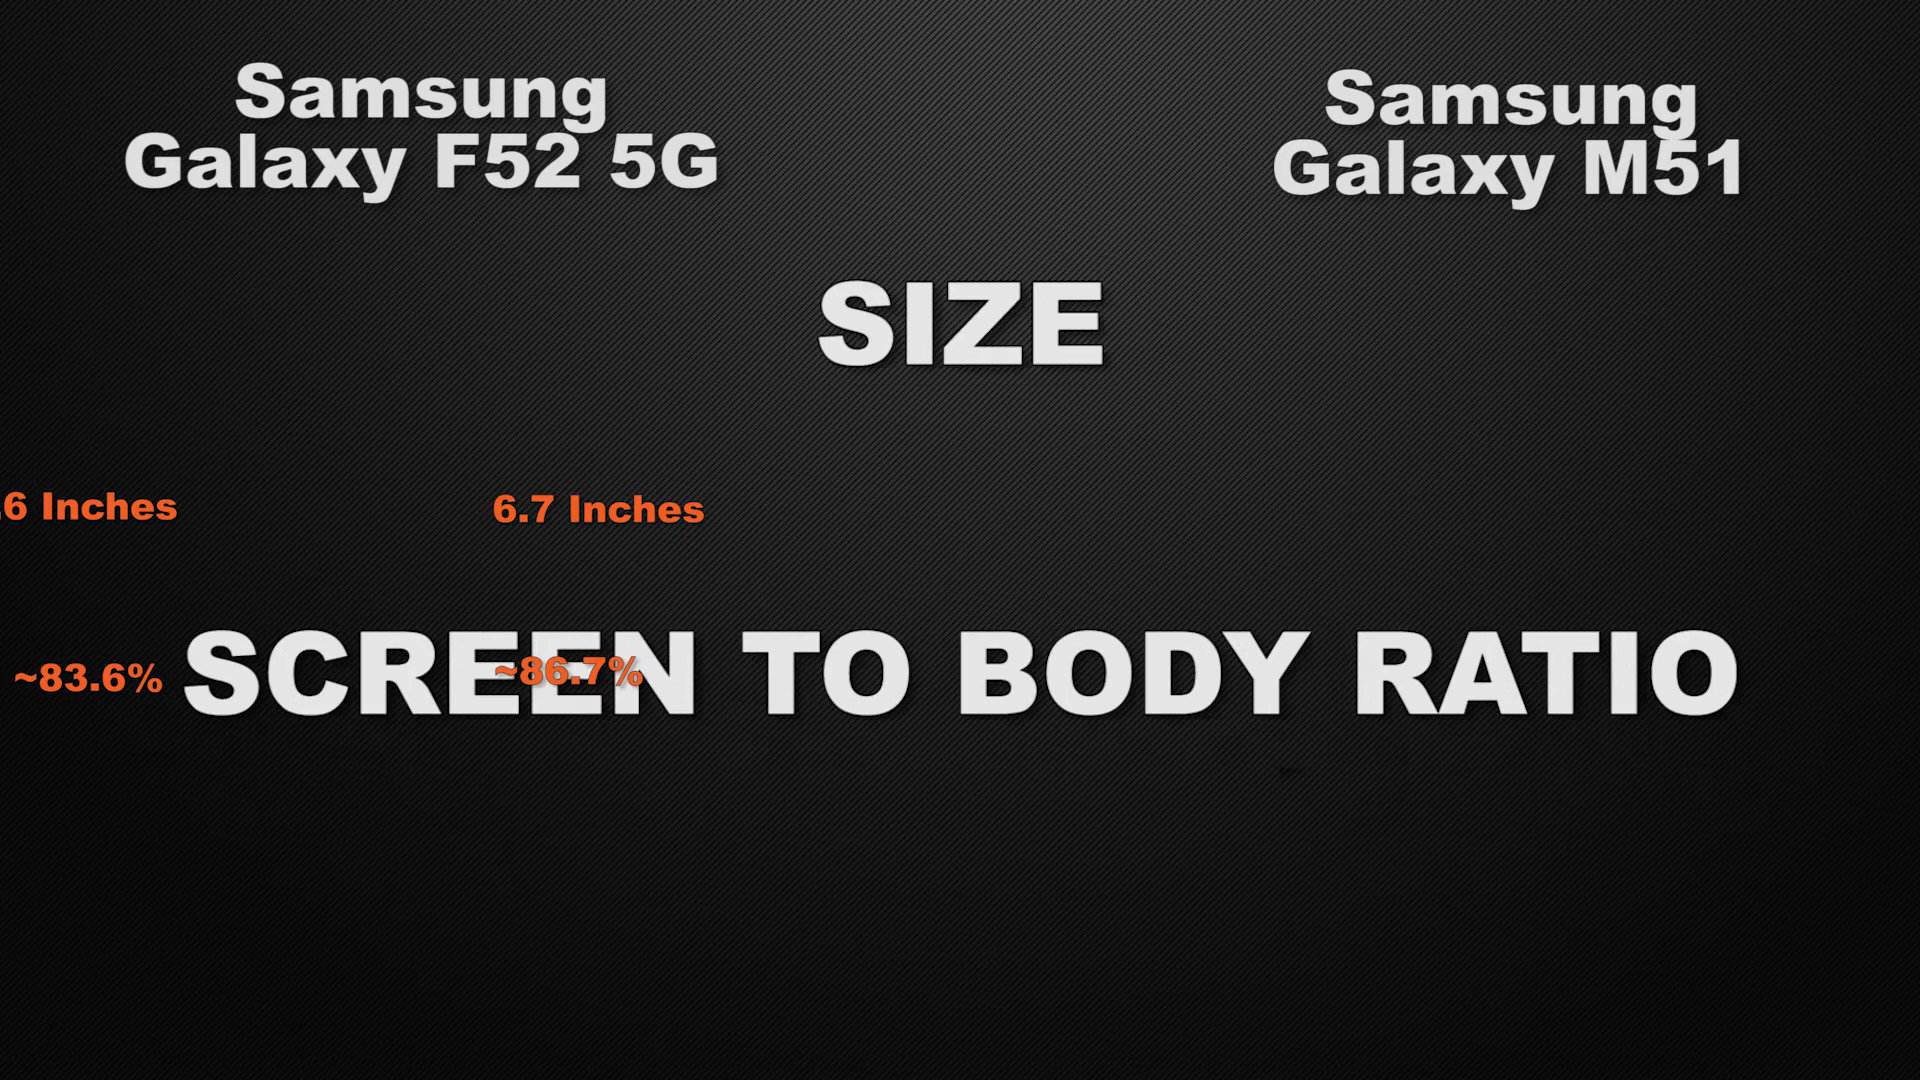 Samsung
Galaxy F52 5G
Samsung
Galaxy M51
SIZE
.6 Inches
6.7 Inches
~83.6%
SCREEN TO BODY RATIO
~86.7%